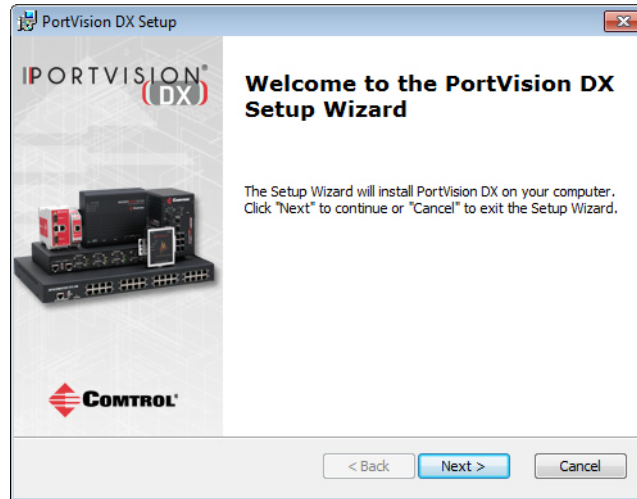 PortVision DX Setup
PORTVISION®
(DX)
Welcome to the PortVision DX
Setup Wizard
The Setup Wizard will install PortVision DX on your computer.
Click "Next" to continue or "Cancel" to exit the Setup Wizard.
COMTROL®
< Back
Next >
Cancel